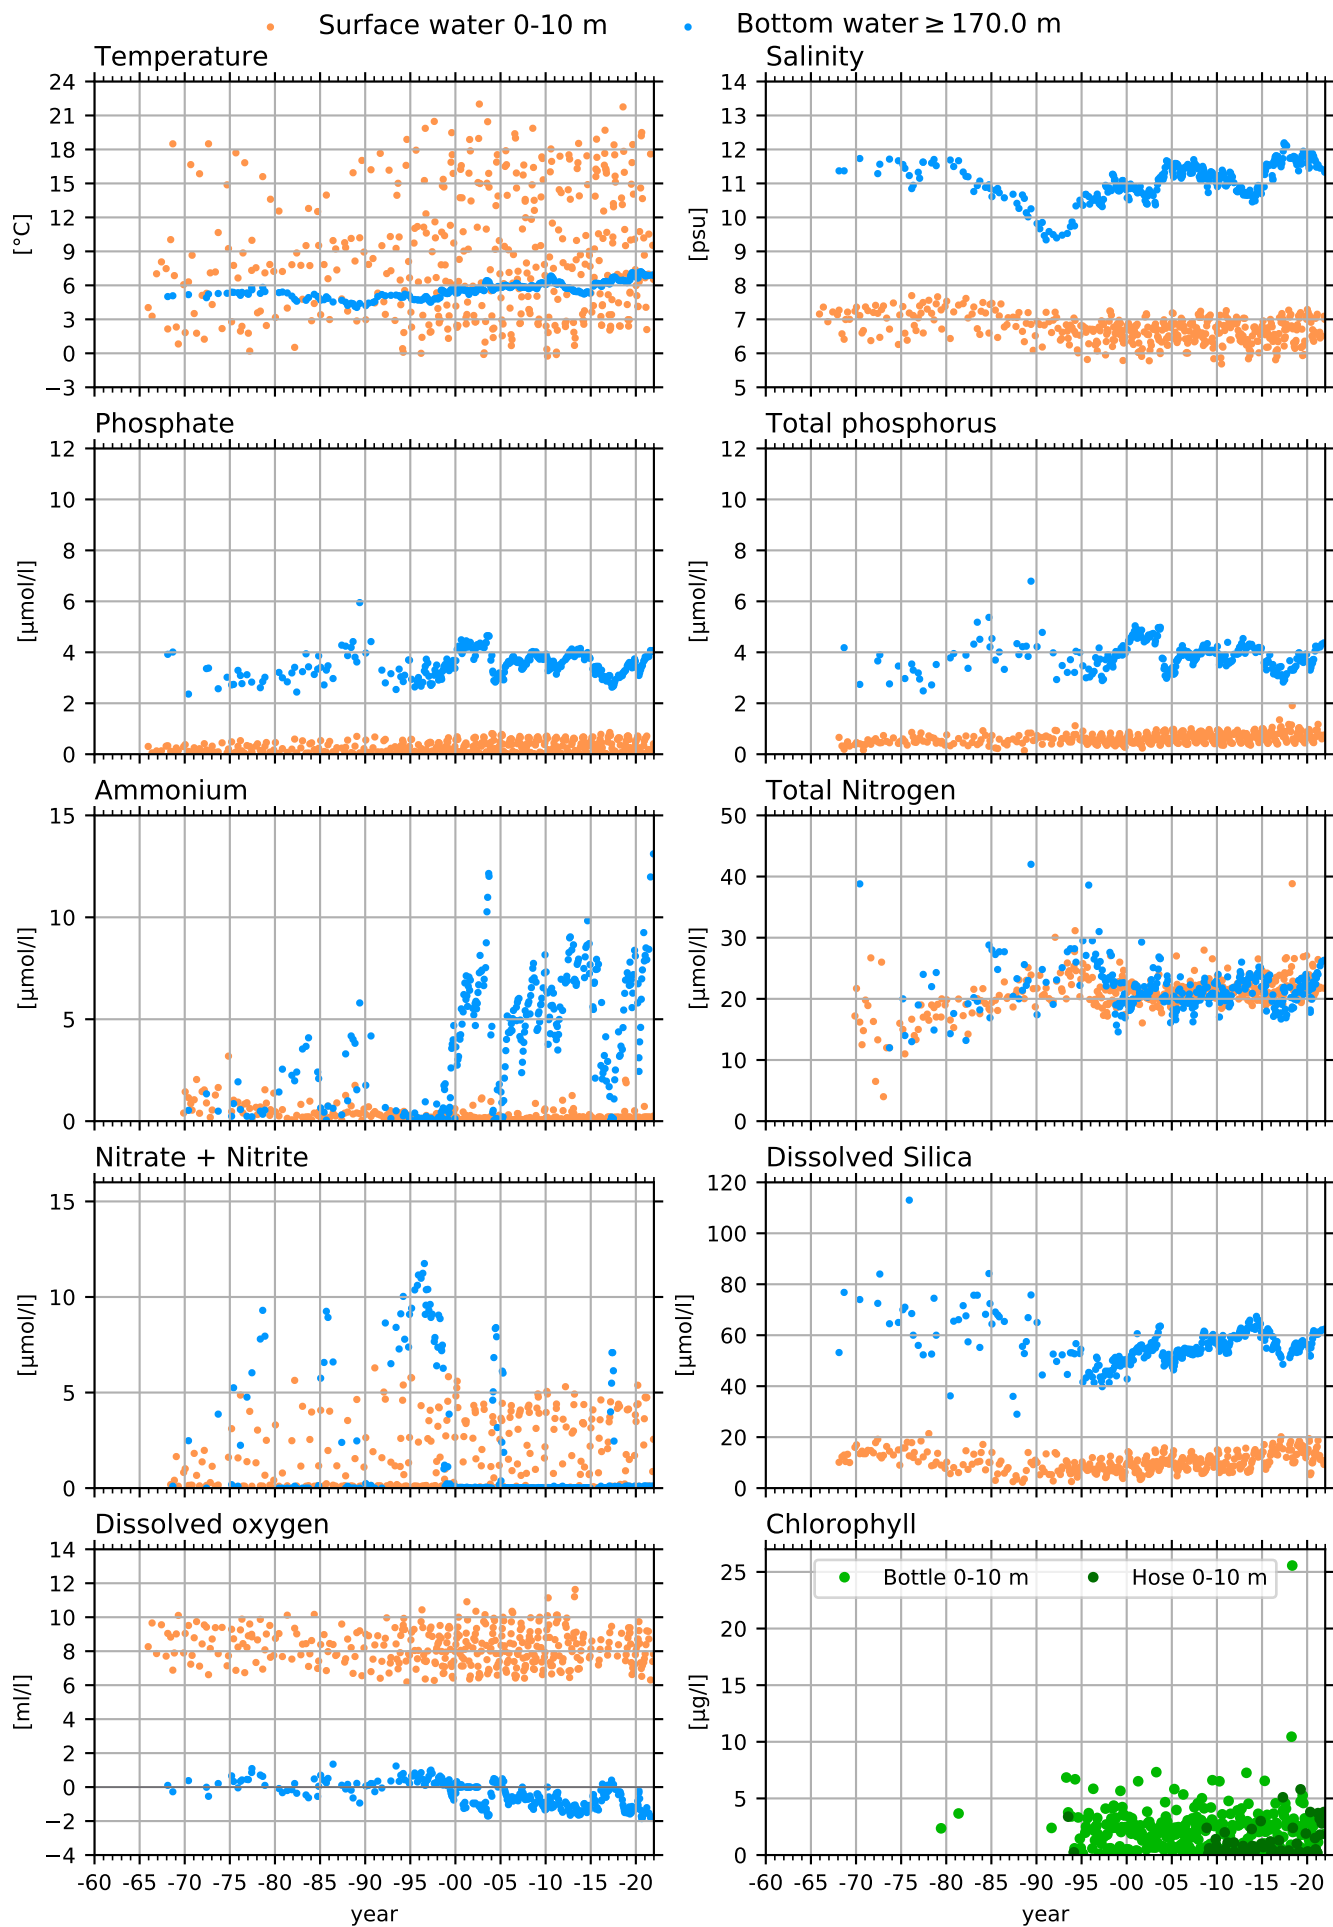 Surface water 0-10 m Bottom water ≥ 170.0 m
Temperature Salinity
24 21 18 15 12 9 6 3 0 −3
[°C]
14 13 12 11 10 9 8 7 6 5
[psu]
Phosphate Total phosphorus
12 10 8 6 4 2 0
[µmol/l]
12 10 8 6 4 2 0
[µmol/l]
Ammonium Total Nitrogen
15 10 5 0
[µmol/l]
50 40 30 20 10 0
[µmol/l]
Nitrate + Nitrite Dissolved Silica
15 10 5 0
[µmol/l]
120 100 80 60 40 20 0
[µmol/l]
Dissolved oxygen Chlorophyll
14 12 10 8 6 4 2 0 −2 −4
[ml/l]
Bottle 0-10 m Hose 0-10 m
25 20 15 10 5 0
[µg/l]
-60 -65 -70 -75 -80 -85 -90 -95 -00 -05 -10 -15 -20
-60 -65 -70 -75 -80 -85 -90 -95 -00 -05 -10 -15 -20
year year